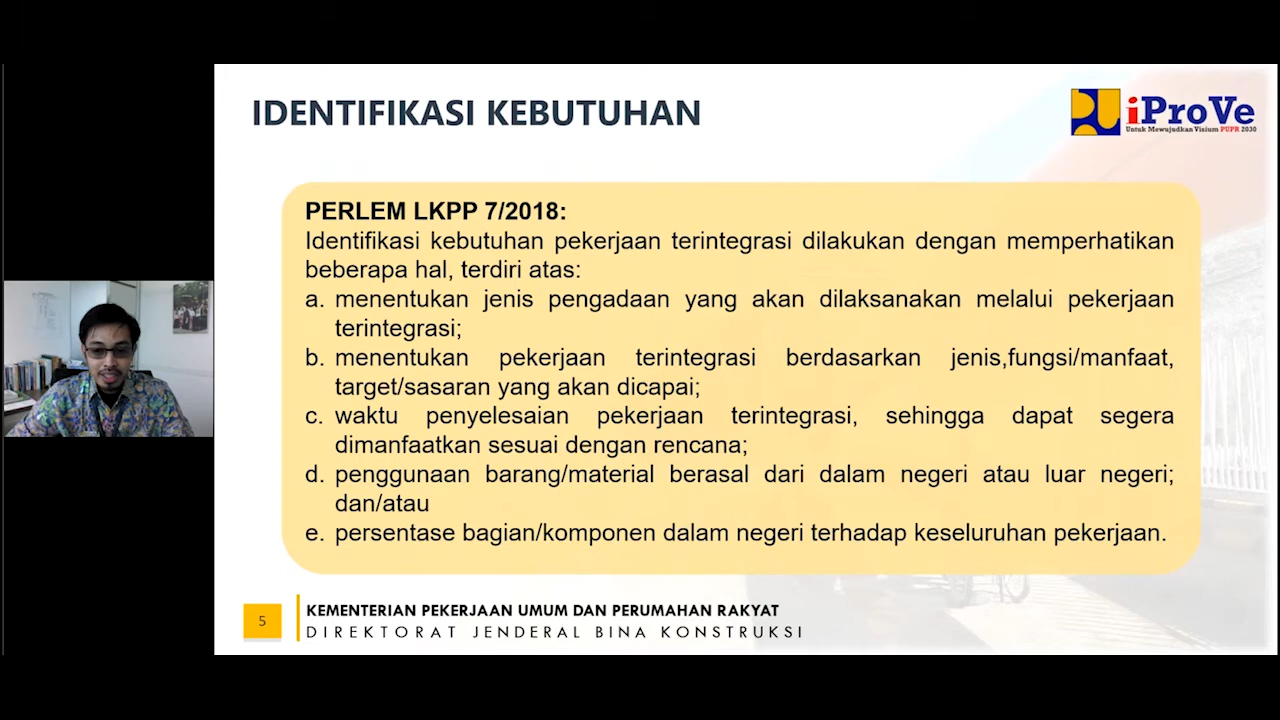 IDENTIFIKASI KEBUTUHAN
iProVe
Untuk Mewujudkan Visium PUPR 2030
PERLEM LKPP 7/2018:
Identifikasi kebutuhan pekerjaan terintegrasi dilakukan dengan memperhatikan
beberapa hal, terdiri atas:
a. menentukan jenis pengadaan yang akan dilaksanakan melalui pekerjaan
terintegrasi;
b. menentukan pekerjaan terintegrasi berdasarkan jenis,fungsi/manfaat,
target/sasaran yang akan dicapai;
c. waktu penyelesaian pekerjaan terintegrasi, sehingga dapat segera
dimanfaatkan sesuai dengan rencana;
d. penggunaan barang/material berasal dari dalam negeri atau luar negeri;
dan/atau
e. persentase bagian/komponen dalam negeri terhadap keseluruhan pekerjaan.
5
KEMENTERIAN PEKERJAAN UMUM DAN PERUMAHAN RAKYAT
DIREKTORAT JENDERAL BINA KONSTRUKSI